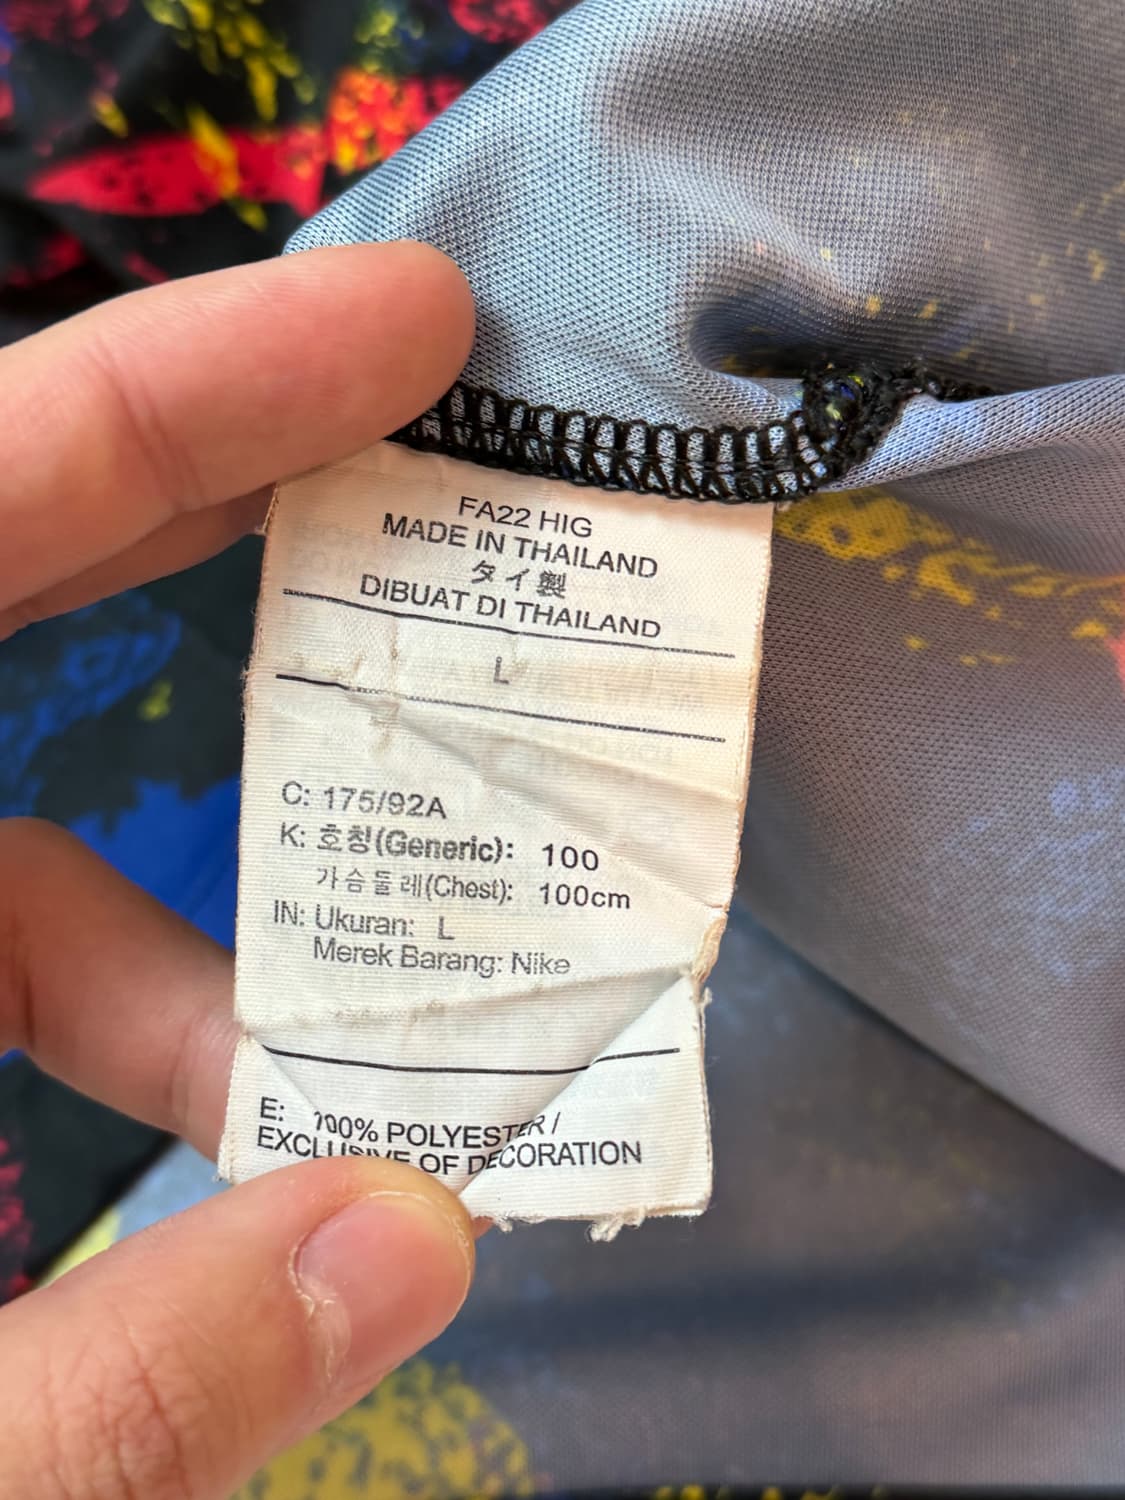 FA22 HIG
MADE IN THAILAND
タイ製
DIBUAT DI THAILAND
L
C: 175/92A
K: 호칭(Generic): 100
가슴둘레(Chest): 100cm
IN: Ukuran: L
Merek Barang: Nike
E: 100% POLYESTER /
EXCLUSIVE OF DECORATION